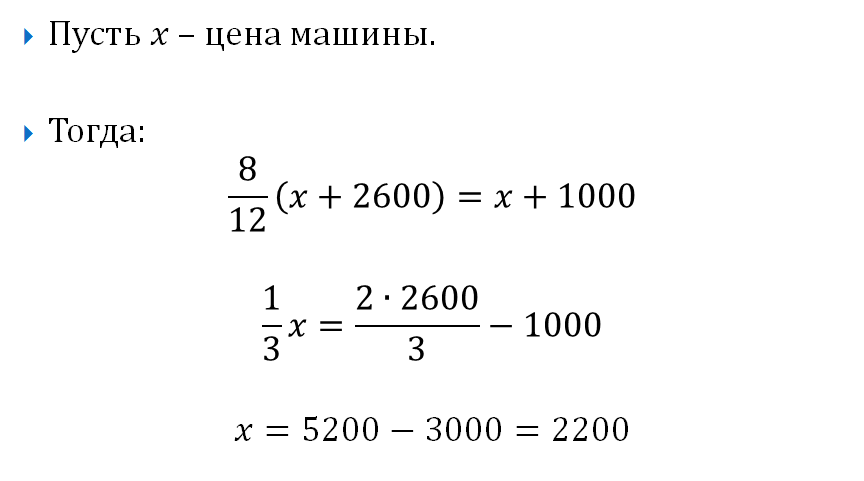 Пусть x – цена машины.
Тогда:
8/12 (x + 2600) = x + 1000
1/3 x = 2 · 2600/3 − 1000
x = 5200 − 3000 = 2200